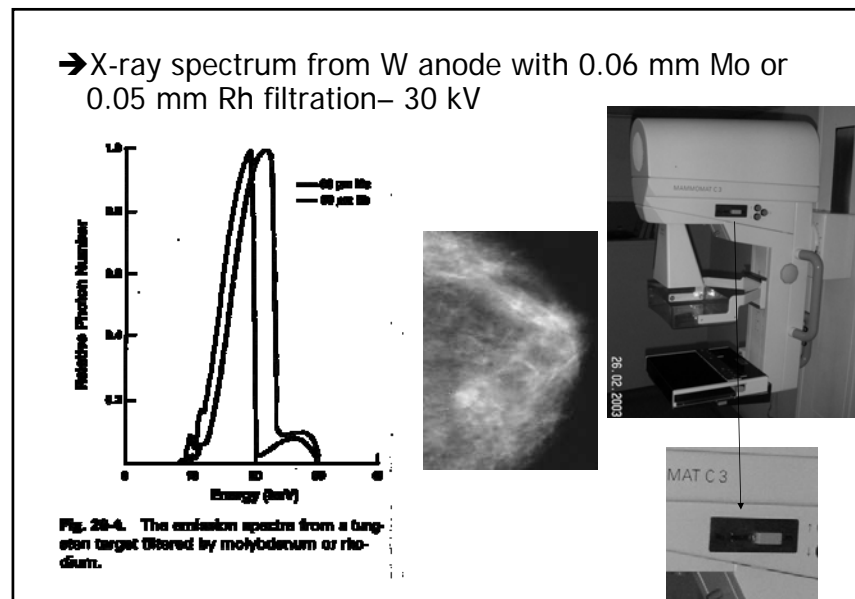 ➔X-ray spectrum from W anode with 0.06 mm Mo or
0.05 mm Rh filtration– 30 kV
Relative Photon Number
Energy (keV)
Fig. 20-4. The emission spectra from a tung-
sten target filtered by molybdenum or rho-
dium.
MAMMOMAT C3
26.02.2003
MAT C 3